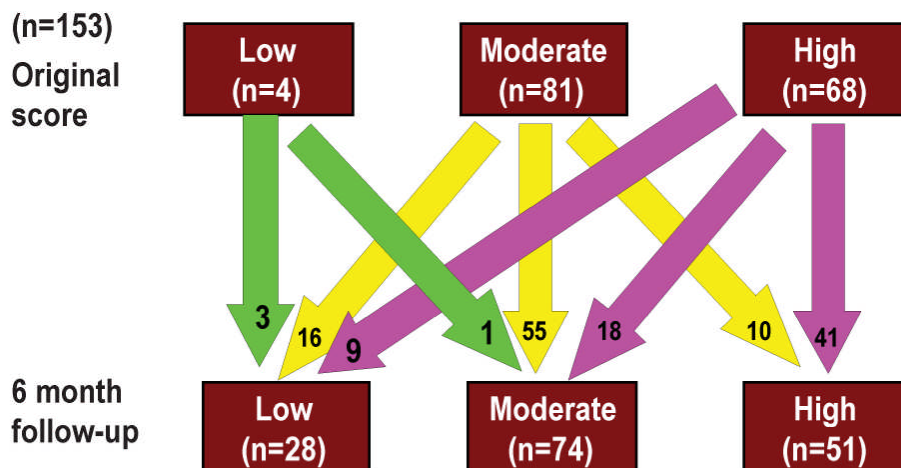 (n=153)
Original
score
Low
(n=4)
Moderate
(n=81)
High
(n=68)
3
16
9
1
55
18
10
41
6 month
follow-up
Low
(n=28)
Moderate
(n=74)
High
(n=51)